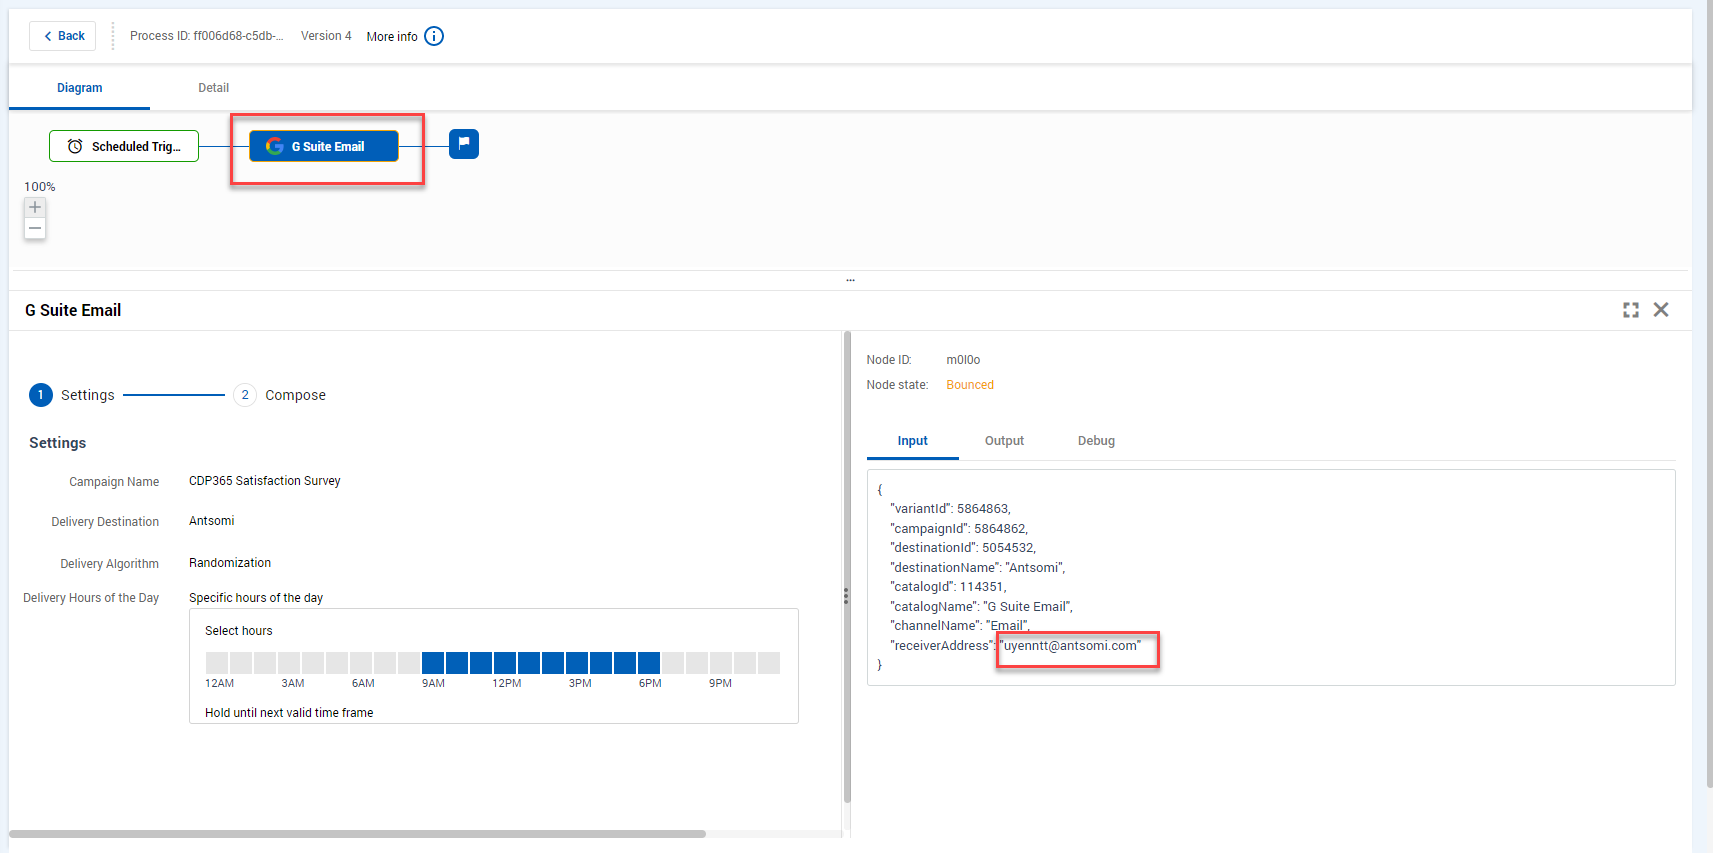 Back
Process ID: ff006d68-c5db-...
Version 4
More info
Diagram
Detail
Scheduled Trig...
G Suite Email
100%
G Suite Email
1 Settings
2 Compose
Settings
Campaign Name
CDP365 Satisfaction Survey
Delivery Destination
Antsomi
Delivery Algorithm
Randomization
Delivery Hours of the Day
Specific hours of the day
Select hours
12AM 3AM 6AM 9AM 12PM 3PM 6PM 9PM
Hold until next valid time frame
Node ID: m0l0o
Node state: Bounced
Input Output Debug
{
"variantId": 5864863,
"campaignId": 5864862,
"destinationId": 5054532,
"destinationName": "Antsomi",
"catalogId": 114351,
"catalogName": "G Suite Email",
"channelName": "Email",
"receiverAddress": "uyenntt@antsomi.com"
}